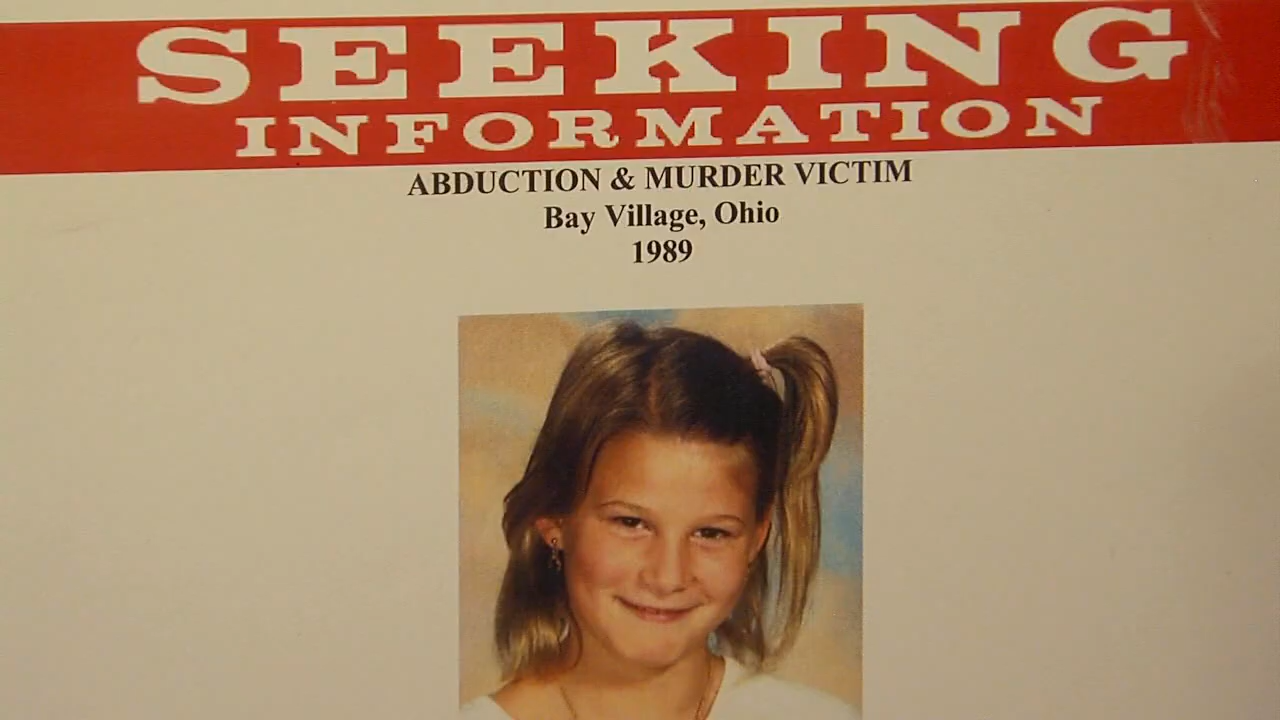 SEEKING
INFORMATION
ABDUCTION & MURDER VICTIM
Bay Village, Ohio
1989